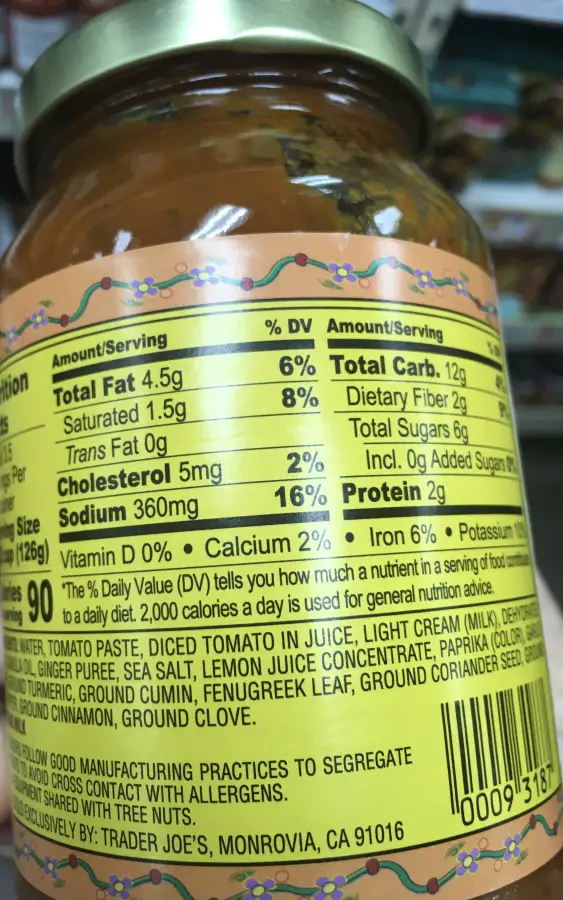 Amount/Serving % DV
Total Fat 4.5g 6%
Saturated 1.5g 8%
Trans Fat 0g
Cholesterol 5mg 2%
Sodium 360mg 16%
Amount/Serving
Total Carb. 12g
Dietary Fiber 2g
Total Sugars 6g
Incl. 0g Added Sugars
Protein 2g
Size
(126g)
90
Vitamin D 0% • Calcium 2% • Iron 6% • Potassium
*The % Daily Value (DV) tells you how much a nutrient in a serving of food
to a daily diet. 2,000 calories a day is used for general nutrition advice.
WATER, TOMATO PASTE, DICED TOMATO IN JUICE, LIGHT CREAM (MILK),
OIL, GINGER PUREE, SEA SALT, LEMON JUICE CONCENTRATE, PAPRIKA (COLOR),
TURMERIC, GROUND CUMIN, FENUGREEK LEAF, GROUND CORIANDER SEED,
GROUND CINNAMON, GROUND CLOVE.
MILK
FOLLOW GOOD MANUFACTURING PRACTICES TO SEGREGATE
TO AVOID CROSS CONTACT WITH ALLERGENS.
SHARED WITH TREE NUTS.
EXCLUSIVELY BY: TRADER JOE'S, MONROVIA, CA 91016
0009 3187